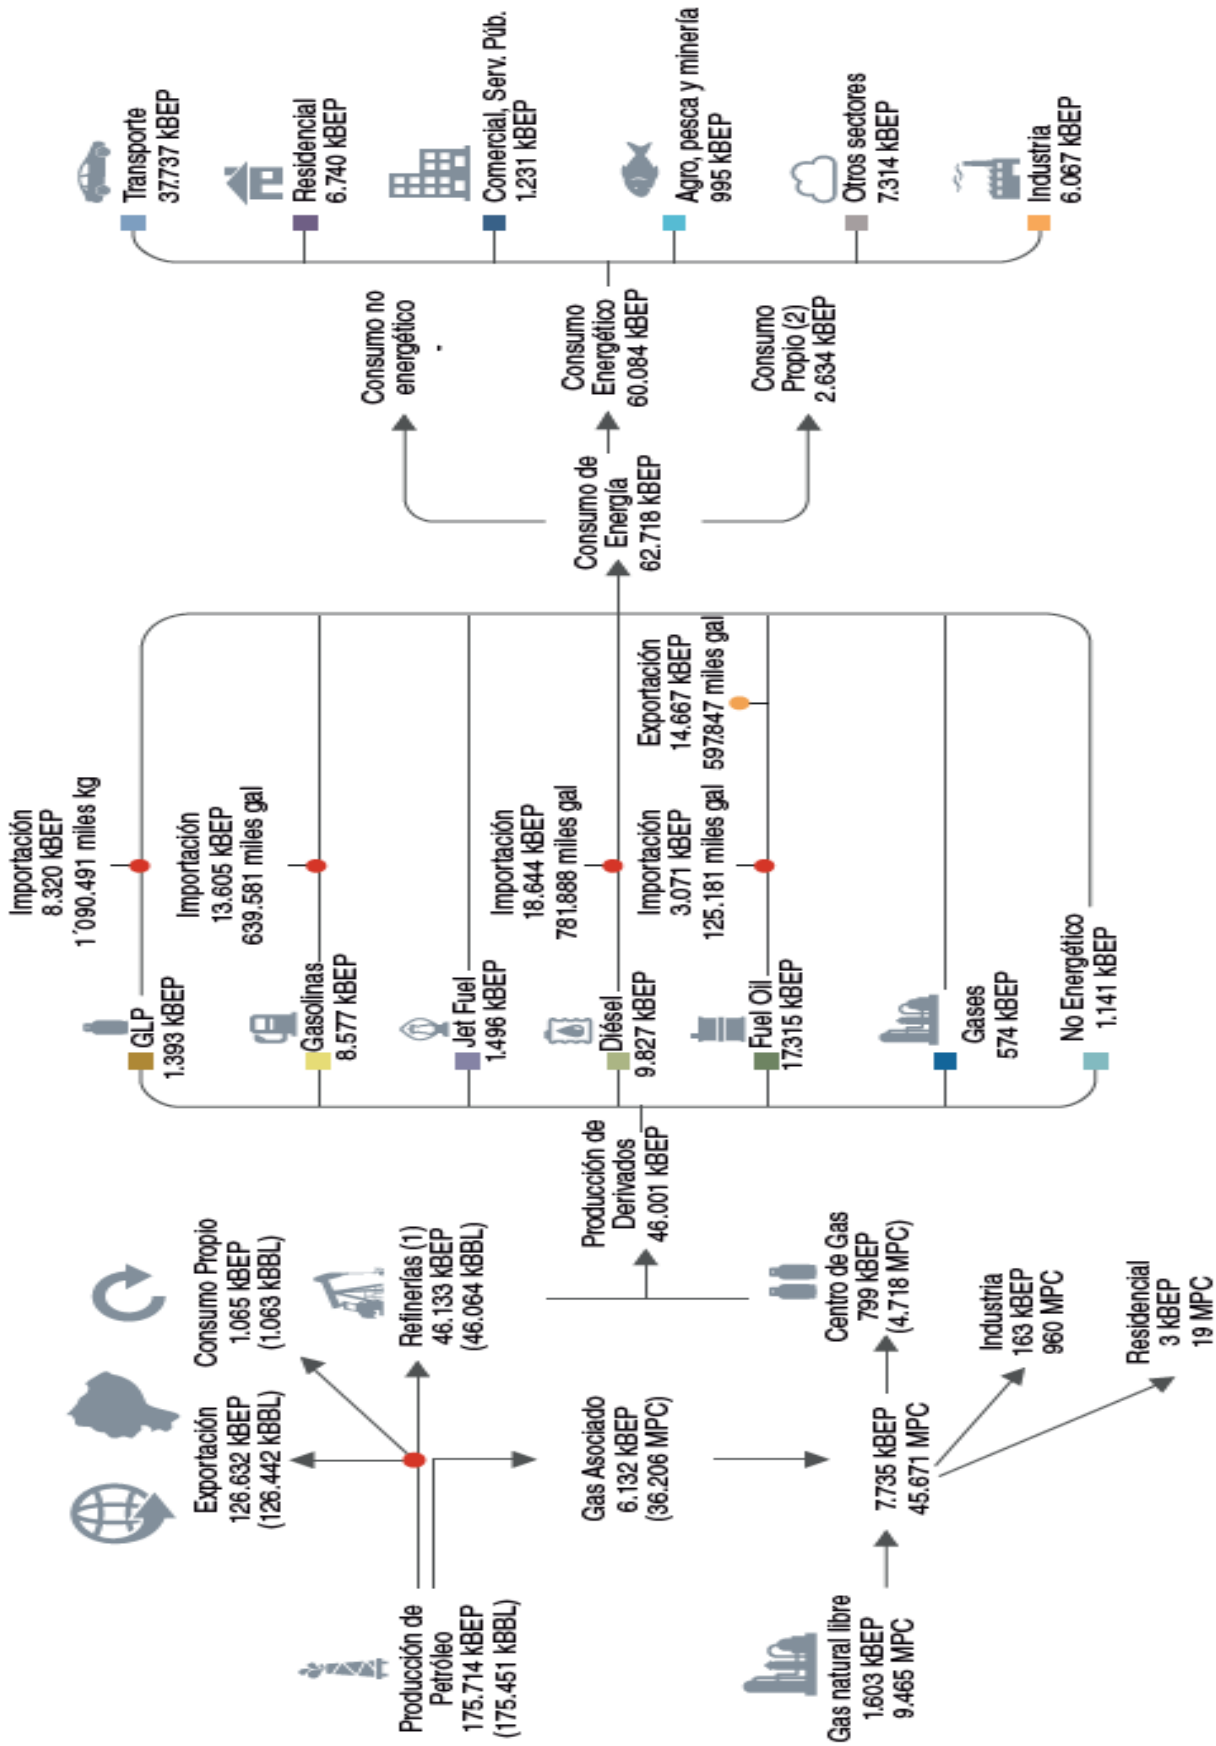 Producción de
Petróleo
175.714 kBEP
(175.451 kBBL)
Gas natural libre
1.603 kBEP
9.465 MPC
Exportación
126.632 kBEP
(126.442 kBBL)
Consumo Propio
1.065 kBEP
(1.063 kBBL)
Refinerías (1)
46.133 kBEP
(46.064 kBBL)
Gas Asociado
6.132 kBEP
(36.206 MPC)
7.735 kBEP
45.671 MPC
Centro de Gas
799 kBEP
(4.718 MPC)
Industria
163 kBEP
960 MPC
Residencial
3 kBEP
19 MPC
Producción de
Derivados
46.001 kBEP
GLP
1.393 kBEP
Importación
8.320 kBEP
1´090.491 miles kg
Gasolinas
8.577 kBEP
Importación
13.605 kBEP
639.581 miles gal
Jet Fuel
1.496 kBEP
Diésel
9.827 kBEP
Importación
18.644 kBEP
781.888 miles gal
Fuel Oil
17.315 kBEP
Importación
3.071 kBEP
125.181 miles gal
Exportación
14.667 kBEP
597.847 miles gal
Gases
574 kBEP
No Energético
1.141 kBEP
Consumo de
Energía
62.718 kBEP
Consumo no
energético
-
Consumo
Energético
60.084 kBEP
Consumo
Propio (2)
2.634 kBEP
Transporte
37.737 kBEP
Residencial
6.740 kBEP
Comercial, Serv. Púb.
1.231 kBEP
Agro, pesca y minería
995 kBEP
Otros sectores
7.314 kBEP
Industria
6.067 kBEP